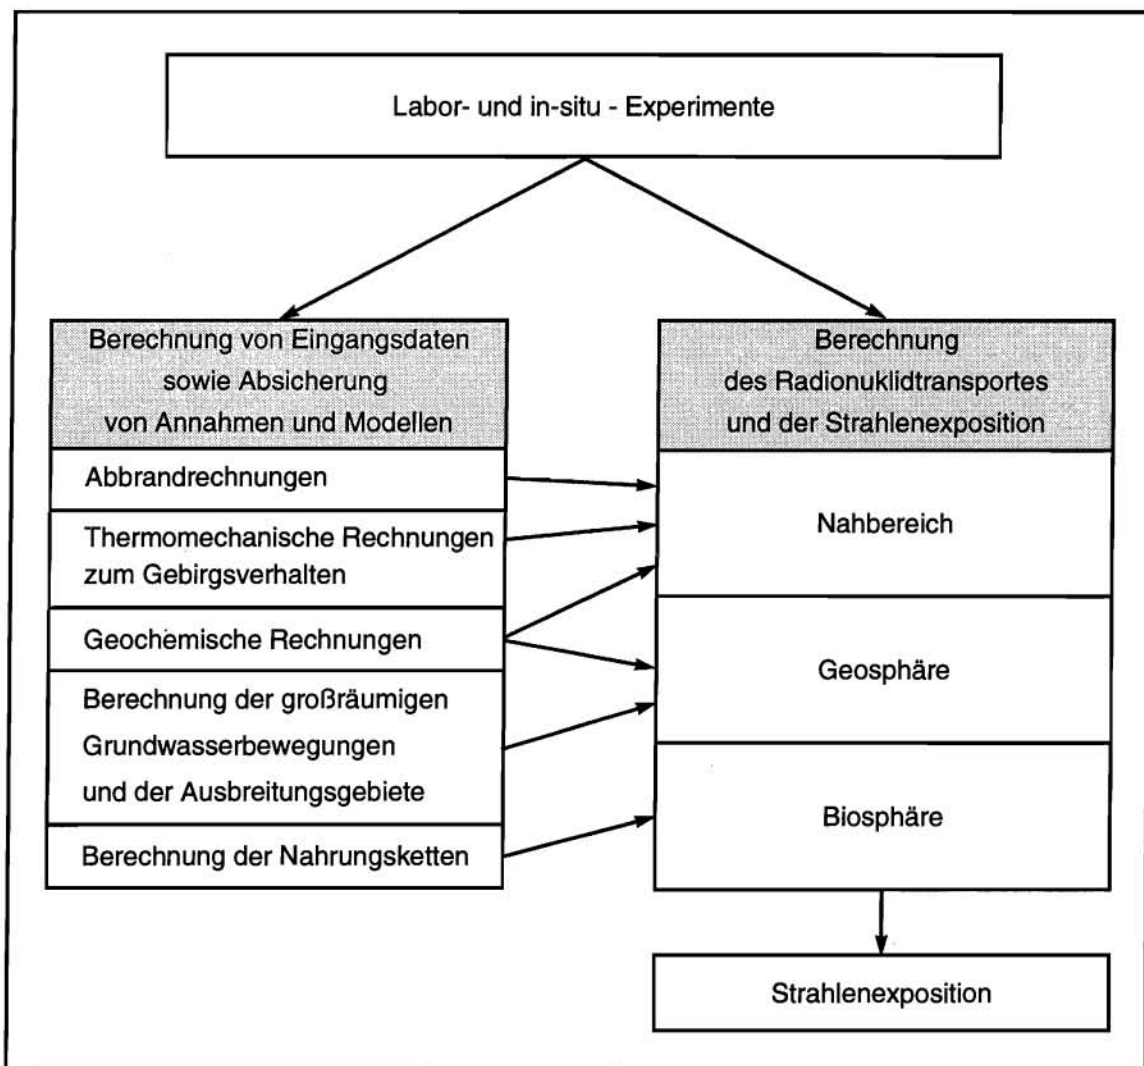 Labor- und in-situ - Experimente
Berechnung von Eingangsdaten
sowie Absicherung
von Annahmen und Modellen
Abbrandrechnungen
Thermomechanische Rechnungen
zum Gebirgsverhalten
Geochemische Rechnungen
Berechnung der großräumigen
Grundwasserbewegungen
und der Ausbreitungsgebiete
Berechnung der Nahrungsketten
Berechnung
des Radionuklidtransportes
und der Strahlenexposition
Nahbereich
Geosphäre
Biosphäre
Strahlenexposition